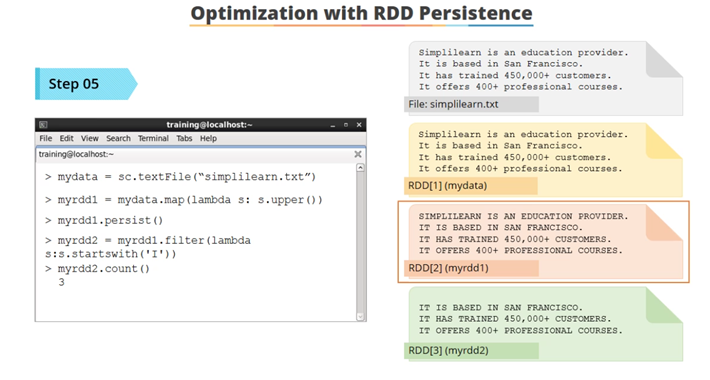 Optimization with RDD Persistence
Step 05
training@localhost:~
File Edit View Search Terminal Tabs Help
training@localhost:~
> mydata = sc.textFile(“simplilearn.txt”)
> myrdd1 = mydata.map(lambda s: s.upper())
> myrdd1.persist()
> myrdd2 = myrdd1.filter(lambda
s:s.startswith('I'))
> myrdd2.count()
3
Simplilearn is an education provider.
It is based in San Francisco.
It has trained 450,000+ customers.
It offers 400+ professional courses.
File: simplilearn.txt
Simplilearn is an education provider.
It is based in San Francisco.
It has trained 450,000+ customers.
It offers 400+ professional courses.
RDD[1] (mydata)
SIMPLILEARN IS AN EDUCATION PROVIDER.
IT IS BASED IN SAN FRANCISCO.
IT HAS TRAINED 450,000+ CUSTOMERS.
IT OFFERS 400+ PROFESSIONAL COURSES.
RDD[2] (myrdd1)
IT IS BASED IN SAN FRANCISCO.
IT HAS TRAINED 450,000+ CUSTOMERS.
IT OFFERS 400+ PROFESSIONAL COURSES.
RDD[3] (myrdd2)